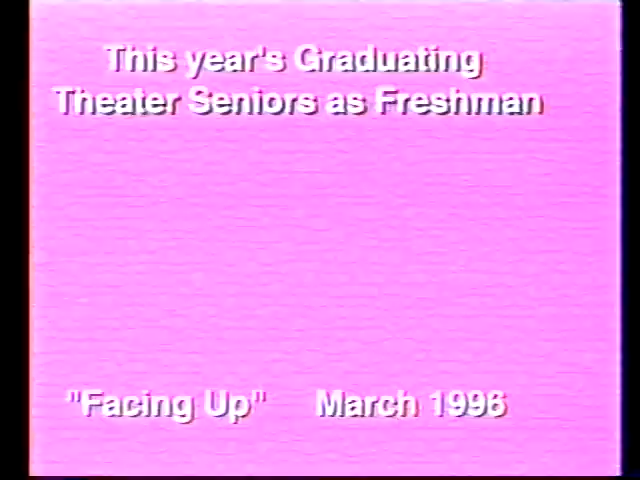 This year's Graduating
Theater Seniors as Freshman
"Facing Up" March 1996